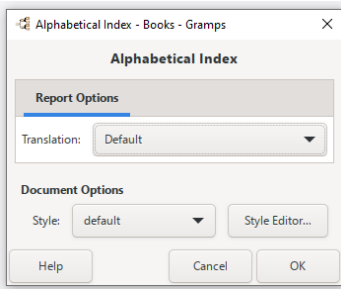 Alphabetical Index - Books - Gramps
Alphabetical Index
Report Options
Translation: Default
Document Options
Style: default Style Editor...
Help Cancel OK